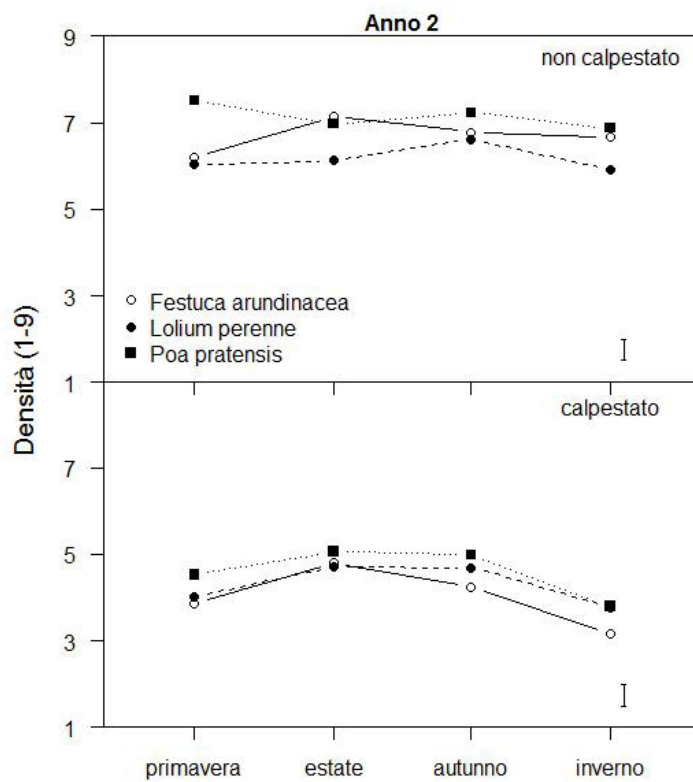 Anno 2
9
non calpestato
7
5
3
Festuca arundinacea
Lolium perenne
Poa pratensis
Densità (1-9)
1
calpestato
7
5
3
1
primavera estate autunno inverno